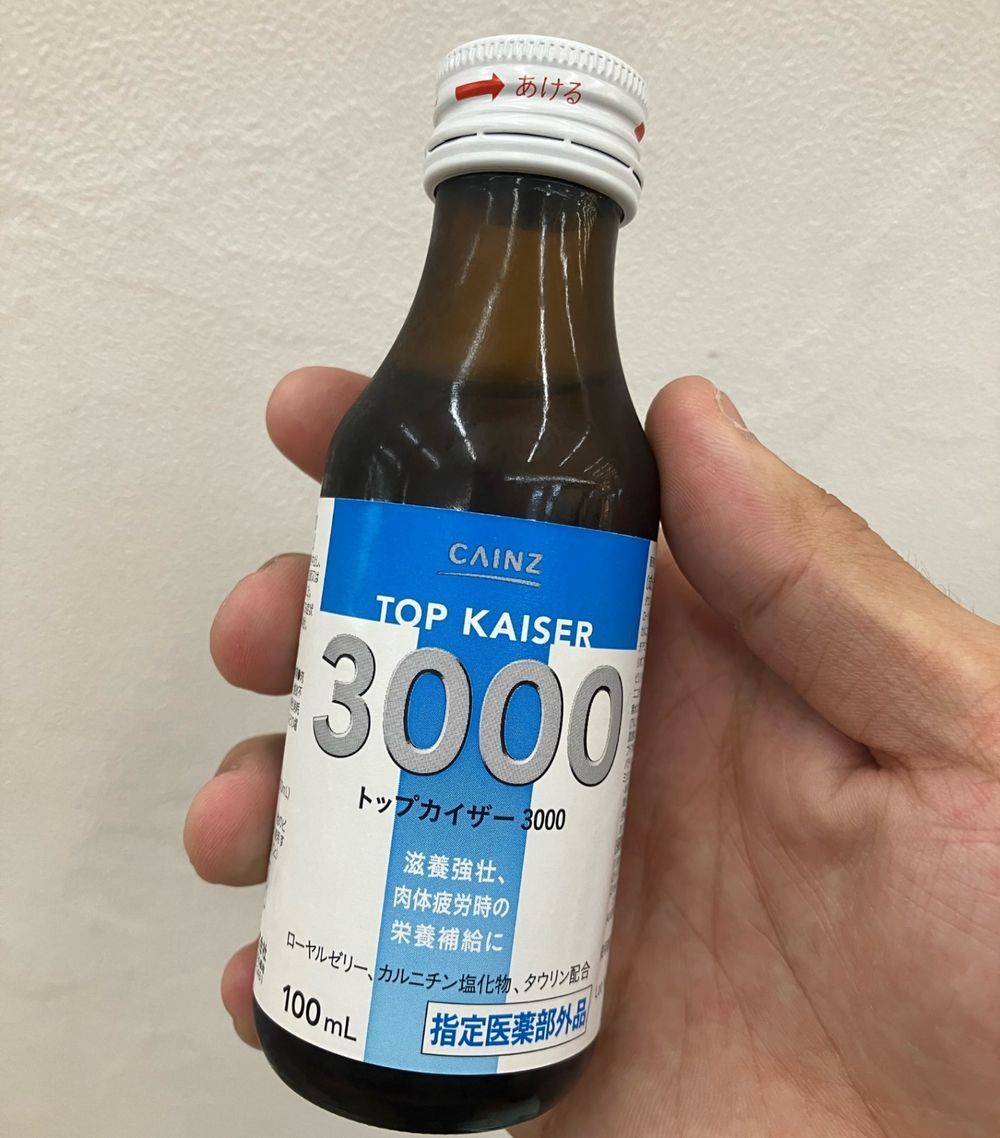 あける
CAINZ
TOP KAISER
3000
トップカイザー 3000
滋養強壮、
肉体疲労時の
栄養補給に
ローヤルゼリー、カルニチン塩化物、タウリン配合
100 mL
指定医薬部外品